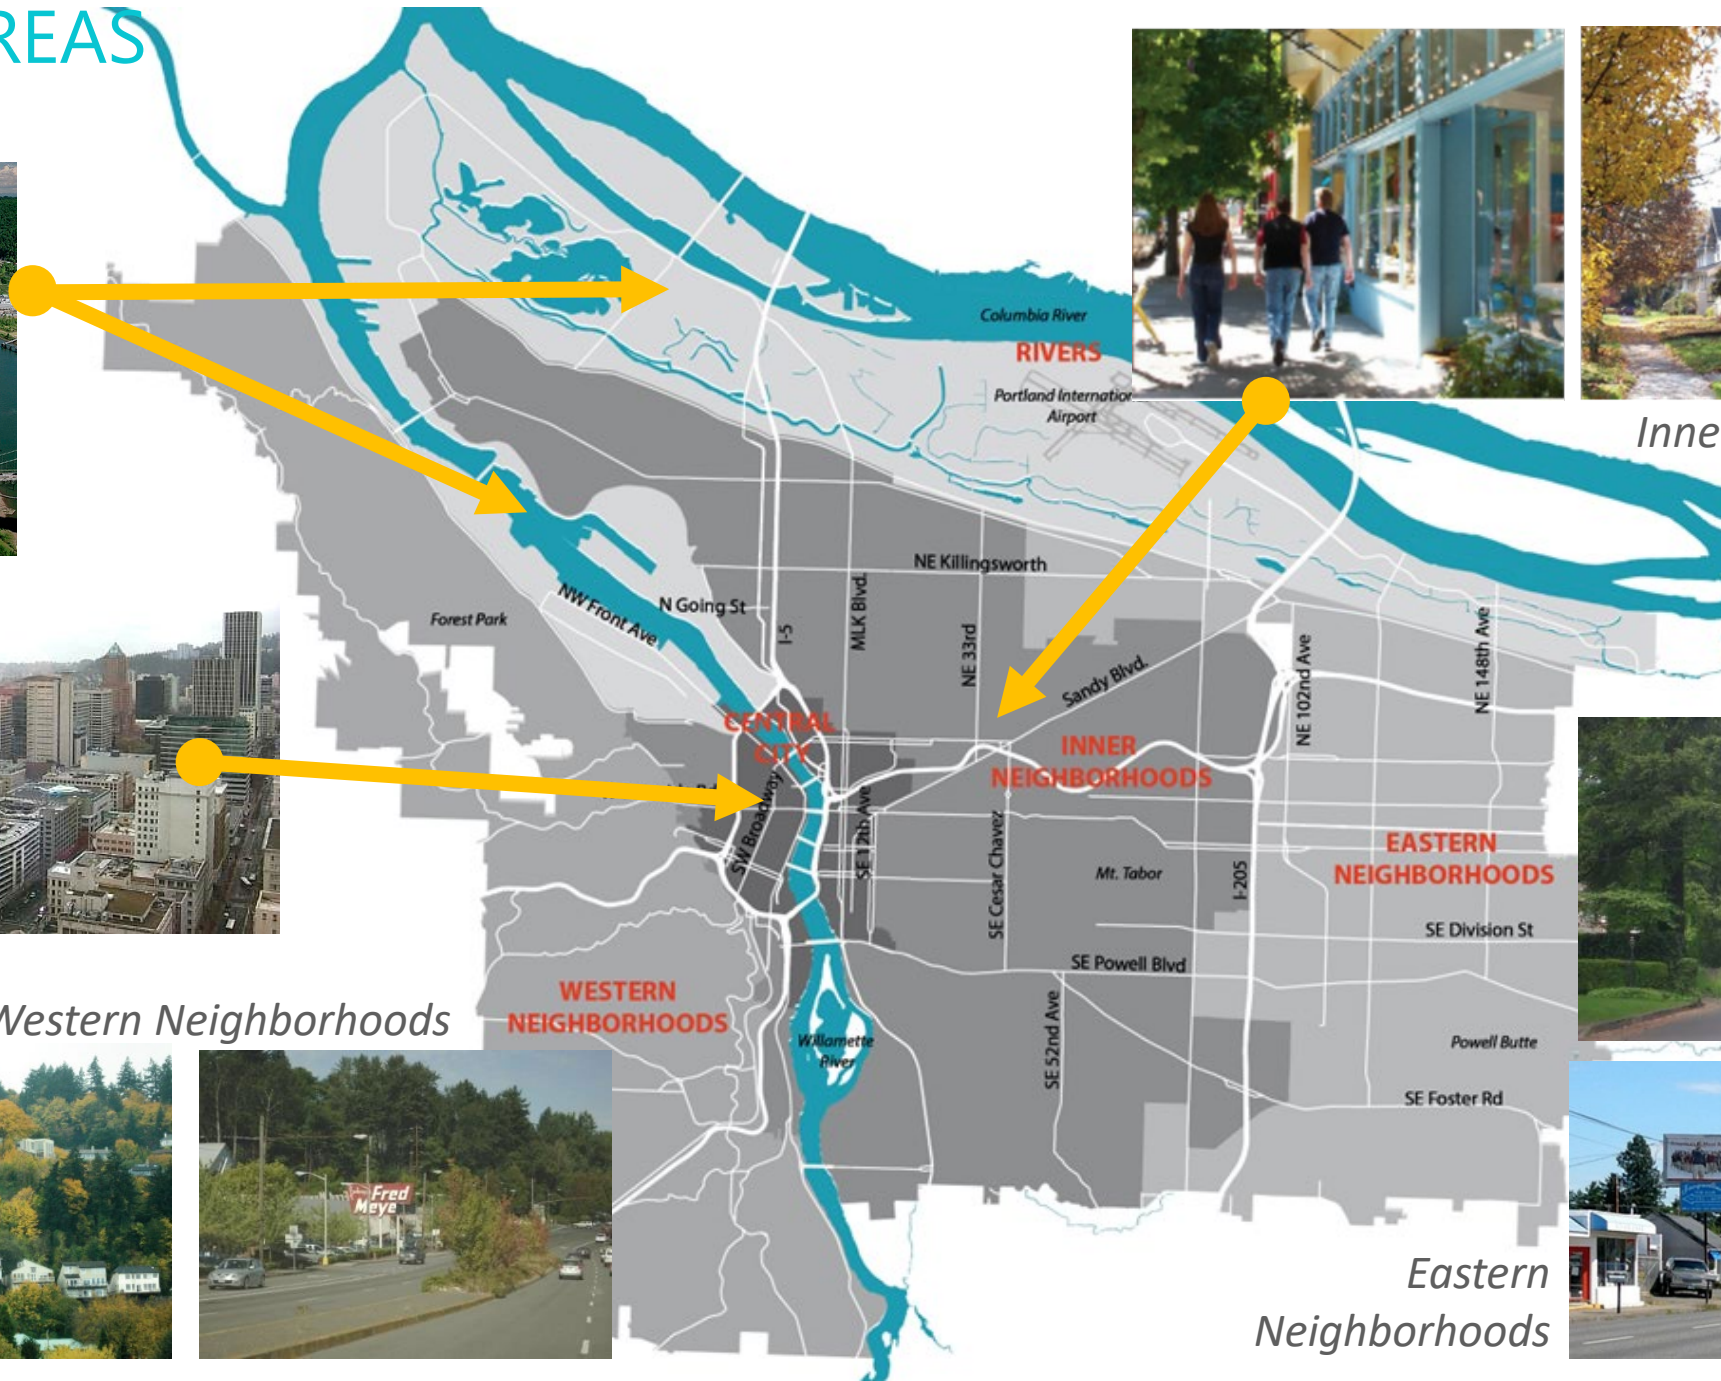 REAS
Columbia River
RIVERS
Portland Internation
Airport
Inne
NE Killingsworth
N Going St
NW Front Ave
Forest Park
I-5
MLK Blvd.
NE 33rd
Sandy Blvd.
NE 102nd Ave
NE 148th Ave
CENTRAL
CITY
INNER
NEIGHBORHOODS
SW Broadway
SE 12th Ave
SE Cesar Chavez
Mt. Tabor
I-205
EASTERN
NEIGHBORHOODS
SE Division St
SE Powell Blvd
WESTERN
NEIGHBORHOODS
Western Neighborhoods
Willamette
River
SE 52nd Ave
Powell Butte
SE Foster Rd
Fred
Meye
Eastern
Neighborhoods